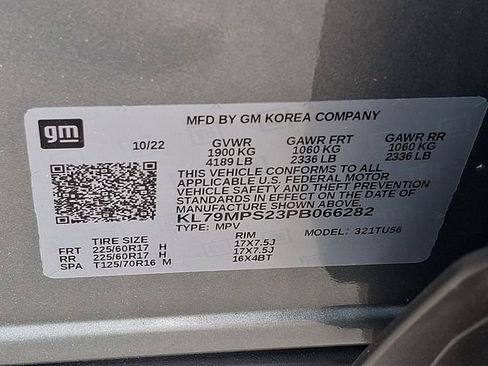 gm
MFD BY GM KOREA COMPANY
10/22 GVWR GAWR FRT GAWR RR
1900 KG 1060 KG 1060 KG
4189 LB 2336 LB 2336 LB
THIS VEHICLE CONFORMS TO ALL
APPLICABLE U.S. FEDERAL MOTOR
VEHICLE SAFETY AND THEFT PREVENTION
STANDARDS IN EFFECT ON THE DATE OF
MANUFACTURE SHOWN ABOVE.
KL79MPS23PB066282
TYPE: MPV MODEL: 321TU56
TIRE SIZE RIM
FRT 225/60R17 H 17X7.5J
RR 225/60R17 H 17X7.5J
SPA T125/70R16 M 16X4BT